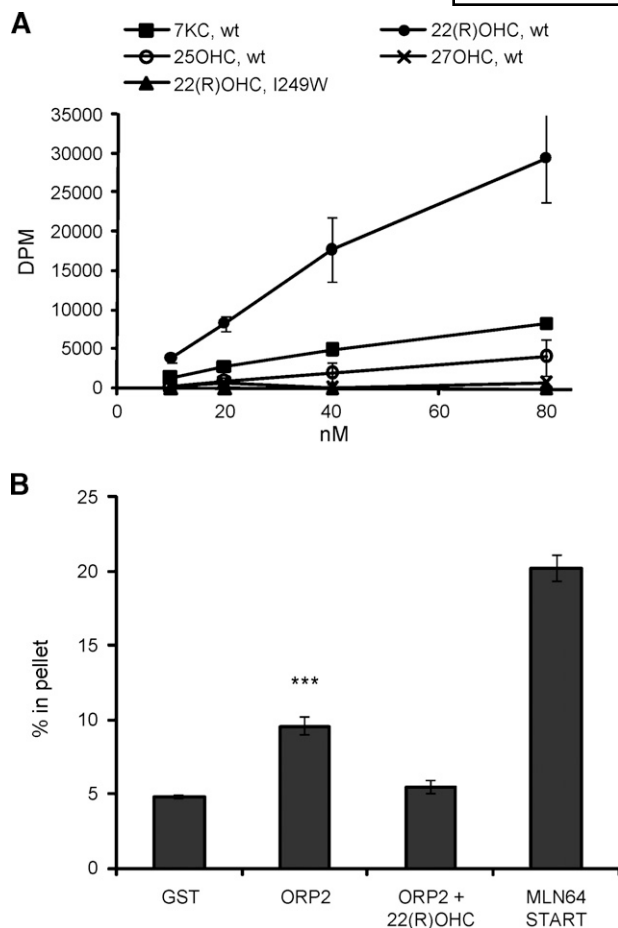 A
7KC, wt
22(R)OHC, wt
25OHC, wt
27OHC, wt
22(R)OHC, I249W
35000
30000
25000
20000
15000
10000
5000
0
DPM
0 20 40 60 80
nM
B
25
20
15
10
5
0
% in pellet
***
GST ORP2 ORP2 + 22(R)OHC MLN64 START